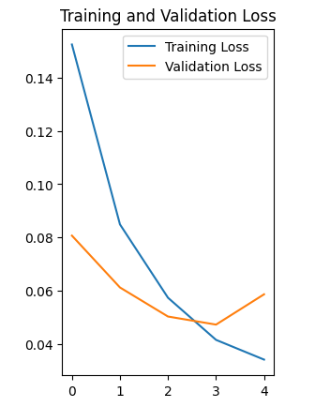 Training and Validation Loss
Training Loss
Validation Loss
0.14
0.12
0.10
0.08
0.06
0.04
0 1 2 3 4